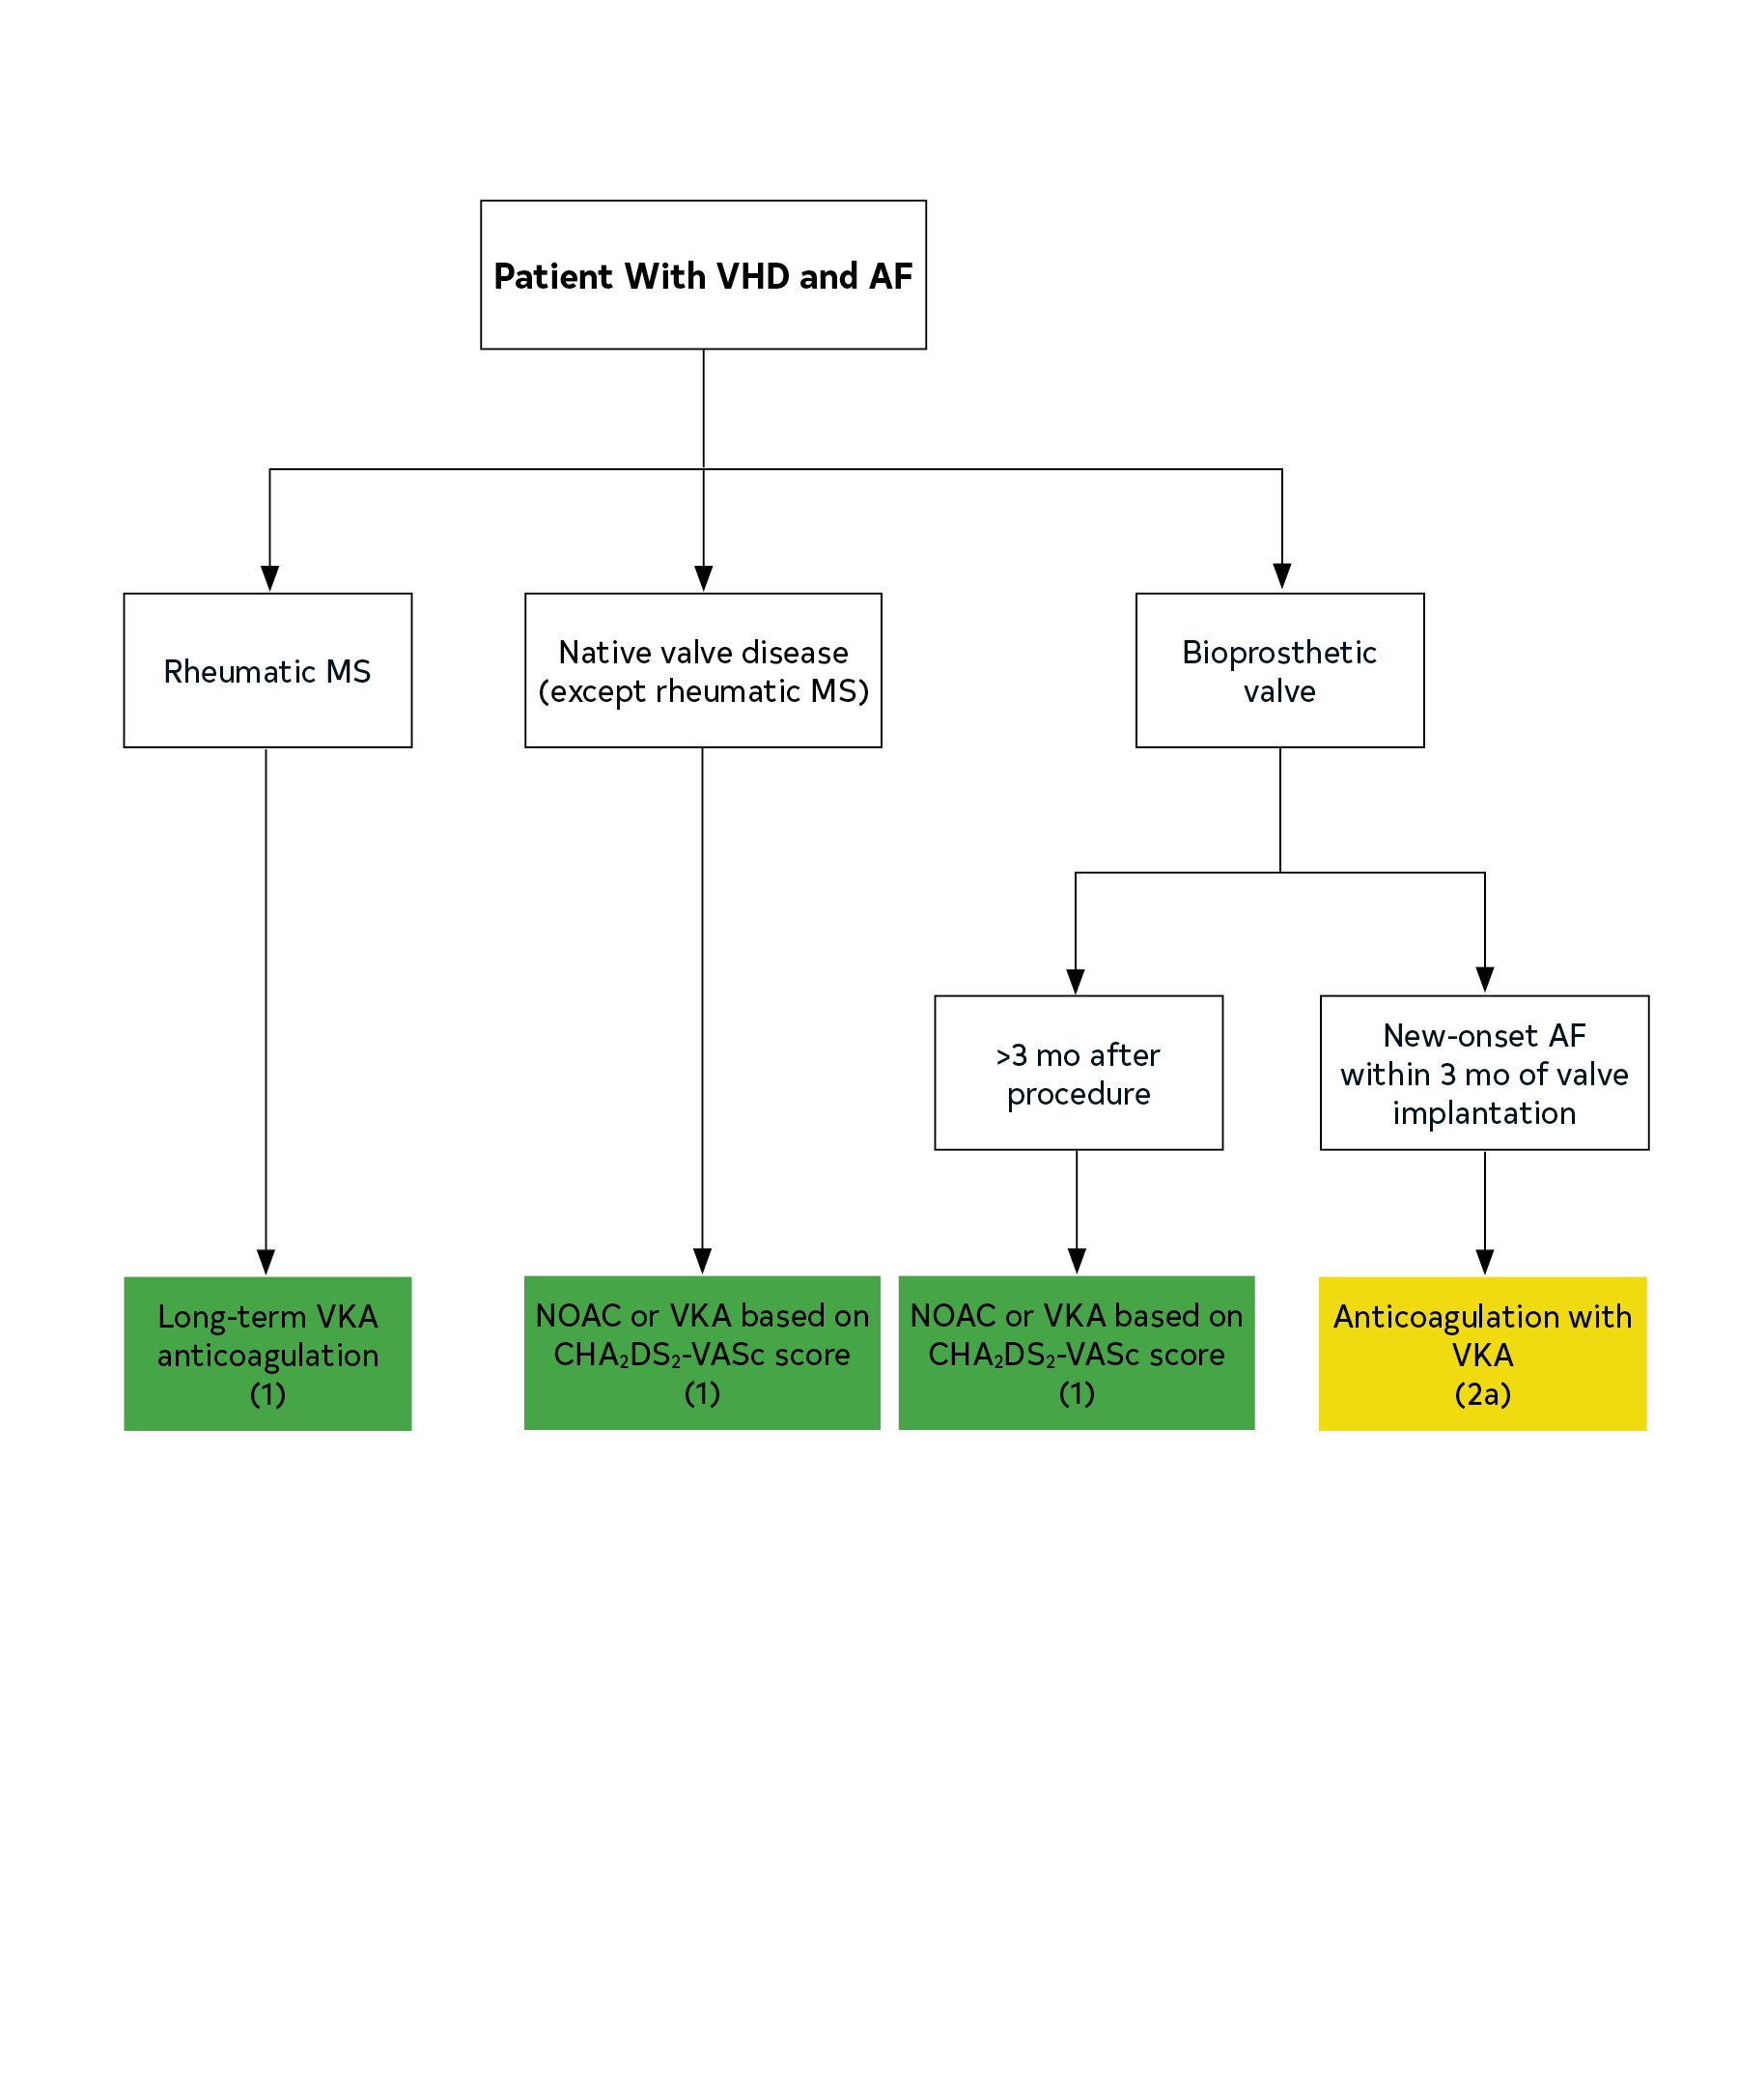 Patient With VHD and AF
Rheumatic MS
Native valve disease
(except rheumatic MS)
Bioprosthetic
valve
>3 mo after
procedure
New-onset AF
within 3 mo of valve
implantation
Long-term VKA
anticoagulation
(1)
NOAC or VKA based on
CHA₂DS₂-VASc score
(1)
NOAC or VKA based on
CHA₂DS₂-VASc score
(1)
Anticoagulation with
VKA
(2a)